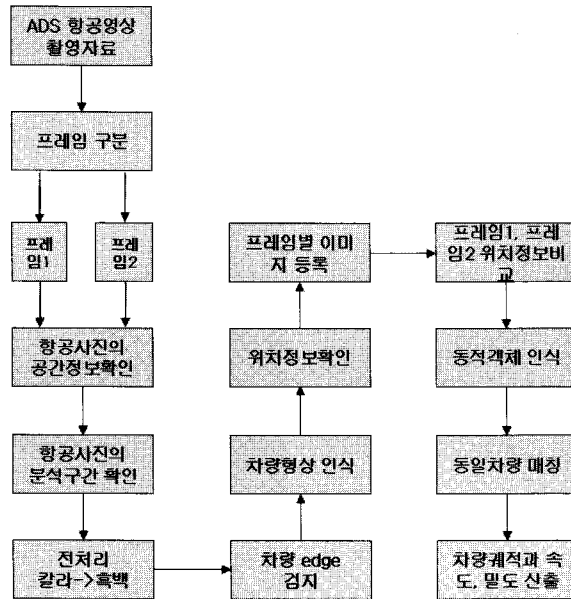 ADS 항공영상
촬영자료
프레임 구분
프레
임1
프레
임2
항공사진의
공간정보확인
항공사진의
분석구간 확인
전처리
칼라->흑백
차량 edge
검지
차량형상 인식
위치정보확인
프레임별 이미
지 등록
프레임1, 프레
임2 위치정보비
교
동적객체 인식
동일차량 매칭
차량궤적과 속
도, 밀도 산출